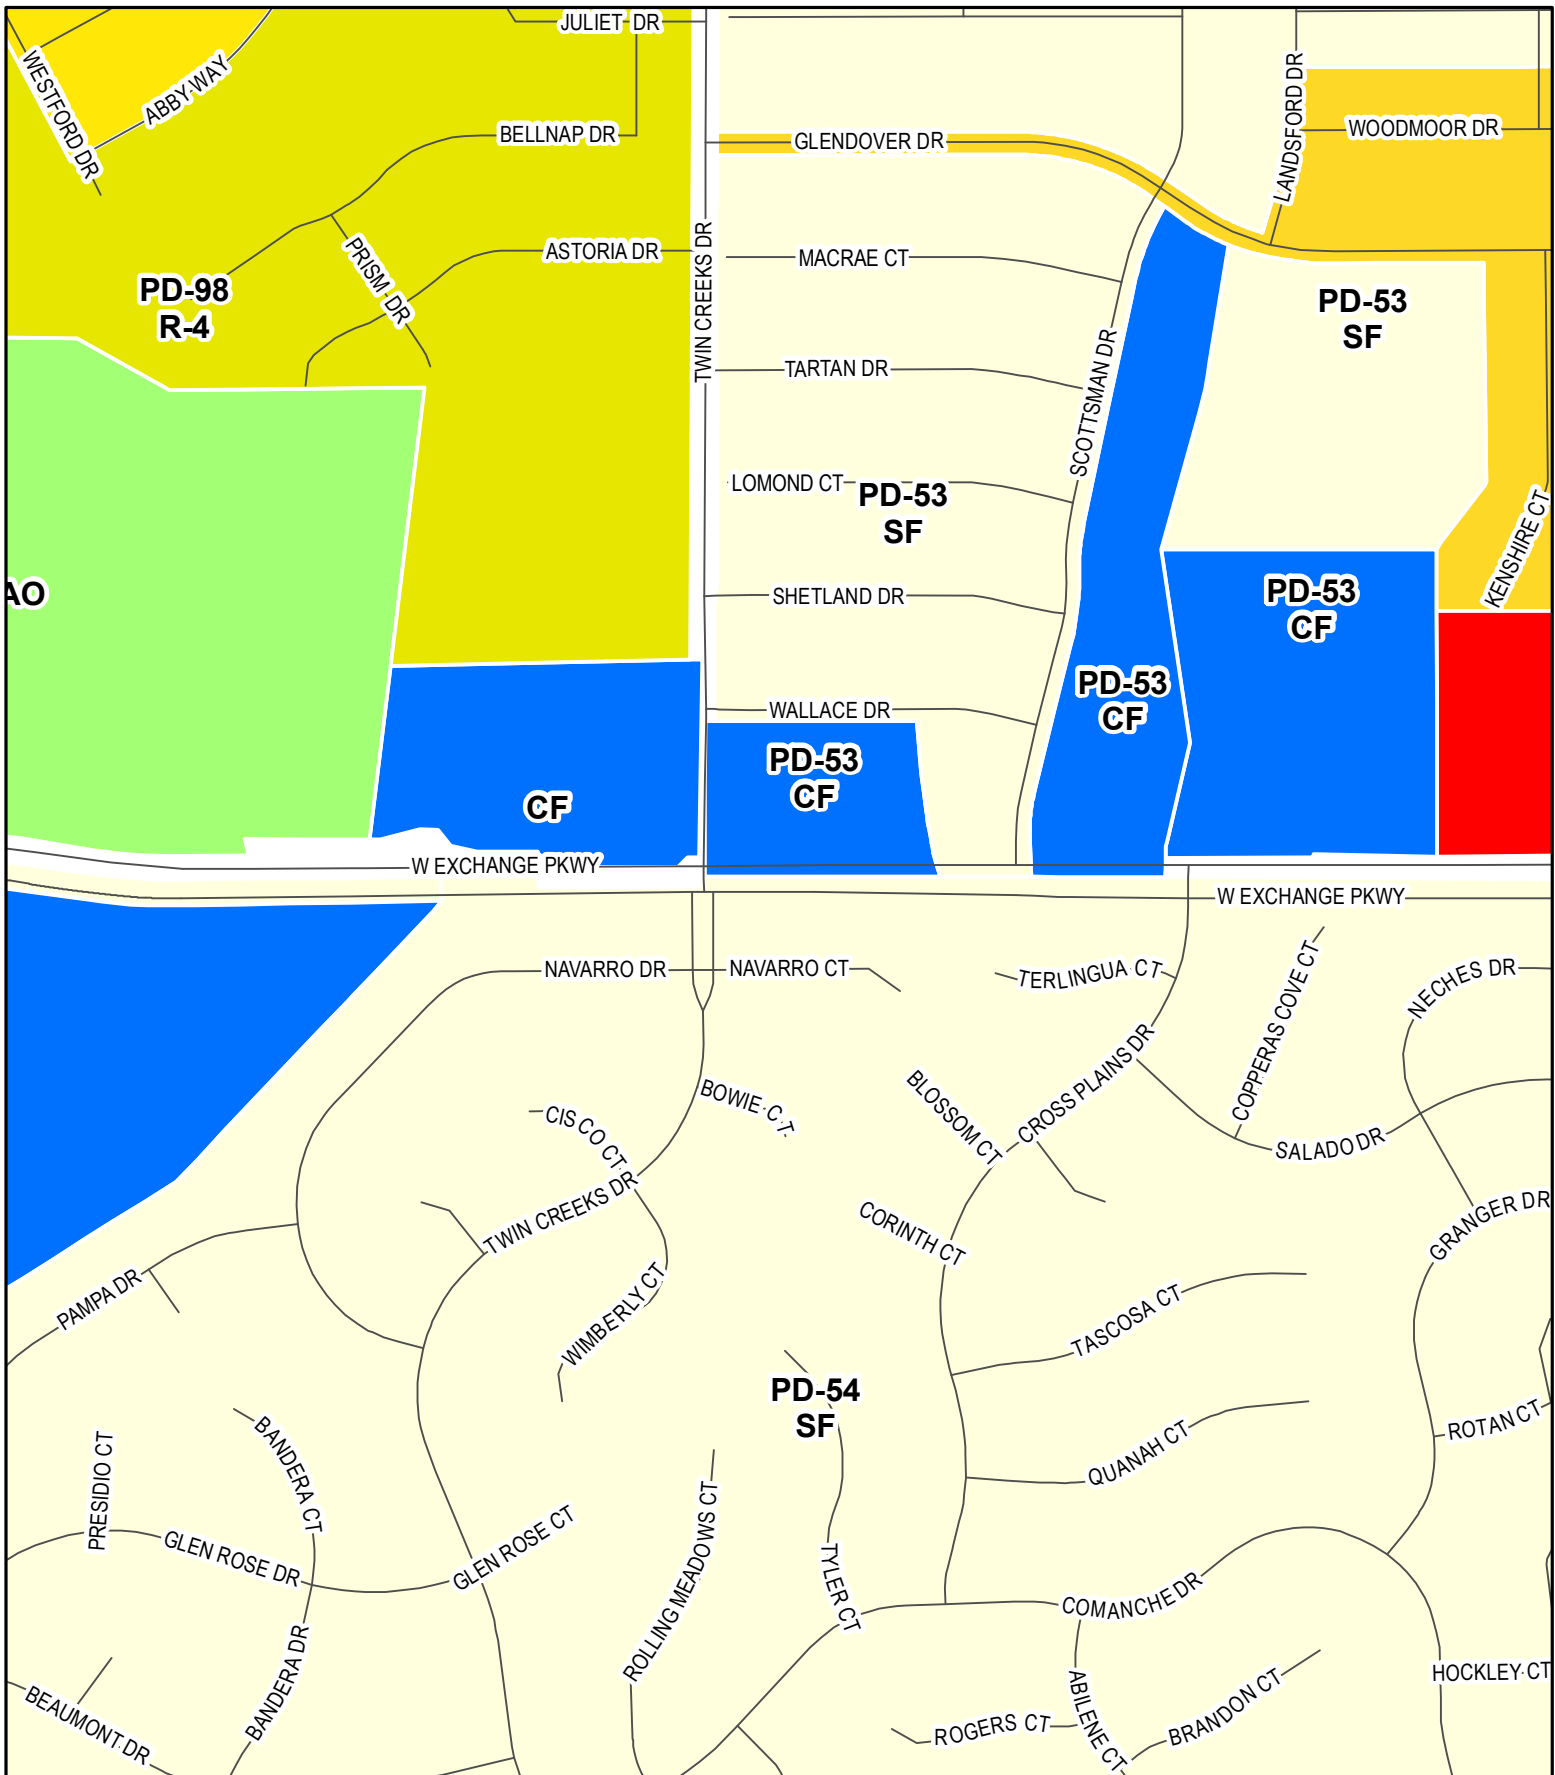 JULIET DR
WESTFORD DR
ABBY WAY
BELLNAP DR
GLENDOVER DR
LANDSFORD DR
WOODMOOR DR
PRISM DR
ASTORIA DR
TWIN CREEKS DR
MACRAE CT
PD-98
R-4
PD-53
SF
TARTAN DR
SCOTTSMAN DR
LOMOND CT
PD-53
SF
KENSHIRE CT
AO
SHETLAND DR
PD-53
CF
PD-53
CF
WALLACE DR
PD-53
CF
CF
W EXCHANGE PKWY
W EXCHANGE PKWY
NAVARRO DR
NAVARRO CT
TERLINGUA CT
COPPERAS COVE CT
NECHES DR
BOWIE CT
BLOSSOM CT
CROSS PLAINS DR
CISCO CT
SALADO DR
TWIN CREEKS DR
CORINTH CT
GRANGER DR
PAMPA DR
WIMBERLY CT
TASCOSA CT
PD-54
SF
PRESIDIO CT
BANDERA CT
QUANAH CT
ROTAN CT
GLEN ROSE DR
GLEN ROSE CT
ROLLING MEADOWS CT
TYLER CT
COMANCHE DR
BANDERA DR
BEAUMONT DR
ROGERS CT
ABILENE CT
BRANDON CT
HOCKLEY CT